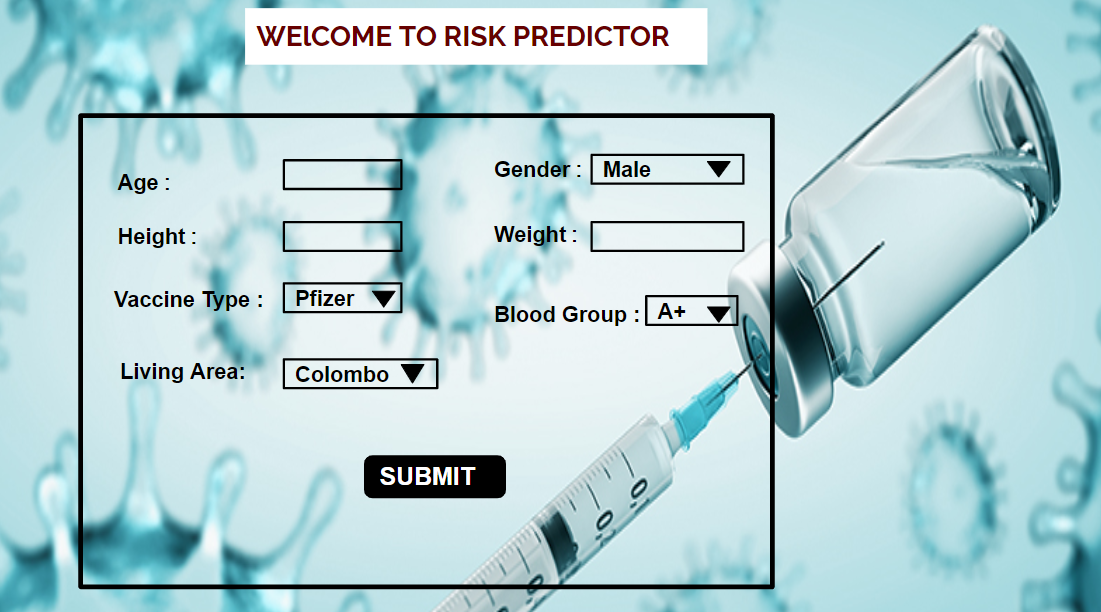 WElCOME TO RISK PREDICTOR
Age :
Gender : Male
Height :
Weight :
Vaccine Type : Pfizer
Blood Group : A+
Living Area: Colombo
SUBMIT